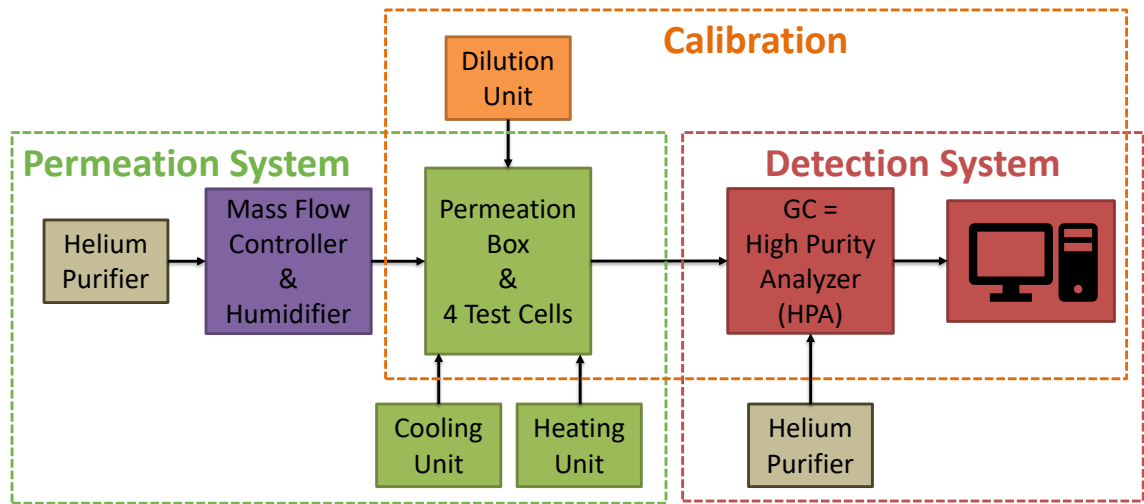 Calibration
Dilution
Unit
Permeation System
Detection System
Helium
Purifier
Mass Flow
Controller
&
Humidifier
Permeation
Box
&
4 Test Cells
GC =
High Purity
Analyzer
(HPA)
Cooling
Unit
Heating
Unit
Helium
Purifier